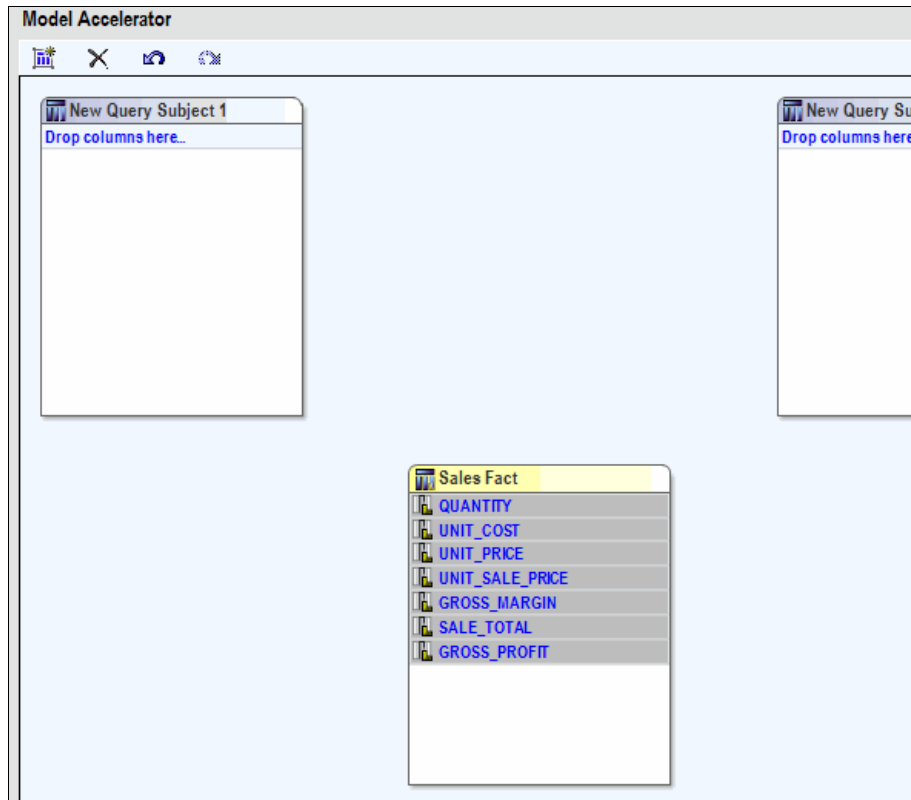 Model Accelerator
New Query Subject 1
Drop columns here...
New Query Su
Drop columns here
Sales Fact
QUANTITY
UNIT_COST
UNIT_PRICE
UNIT_SALE_PRICE
GROSS_MARGIN
SALE_TOTAL
GROSS_PROFIT